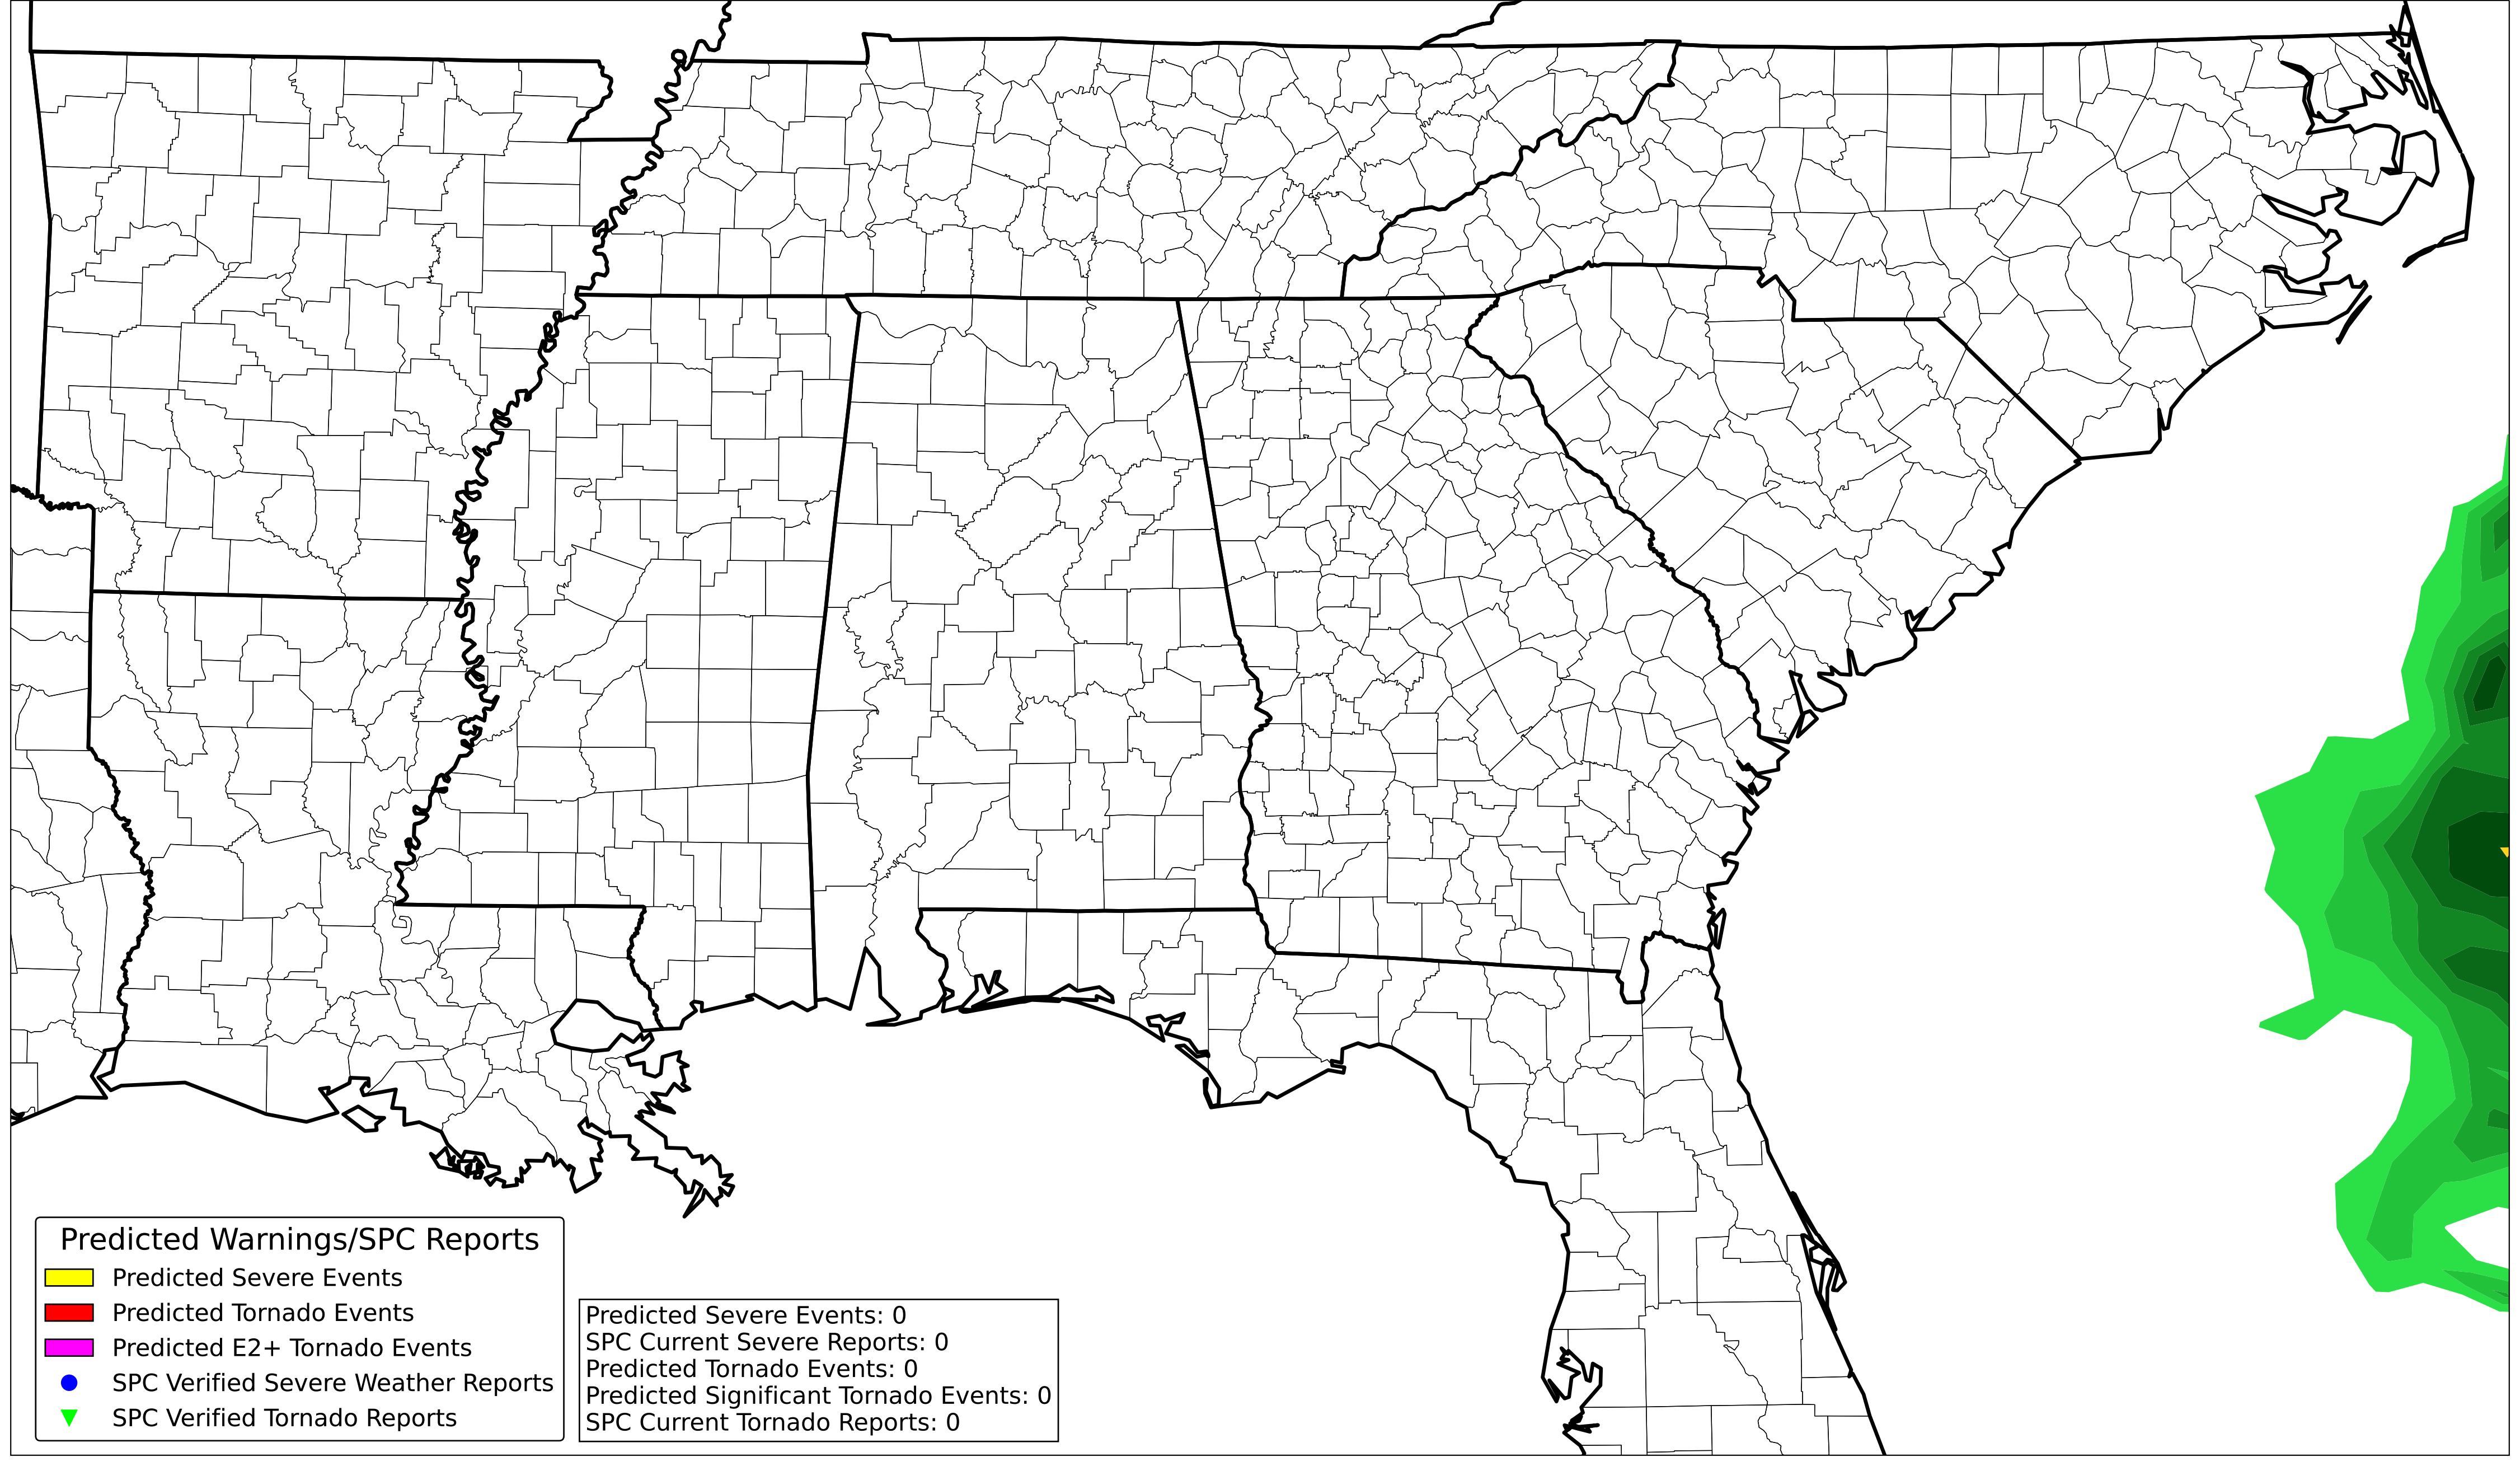 Predicted Warnings/SPC Reports
Predicted Severe Events
Predicted Tornado Events
Predicted E2+ Tornado Events
SPC Verified Severe Weather Reports
SPC Verified Tornado Reports
Predicted Severe Events: 0
SPC Current Severe Reports: 0
Predicted Tornado Events: 0
Predicted Significant Tornado Events: 0
SPC Current Tornado Reports: 0